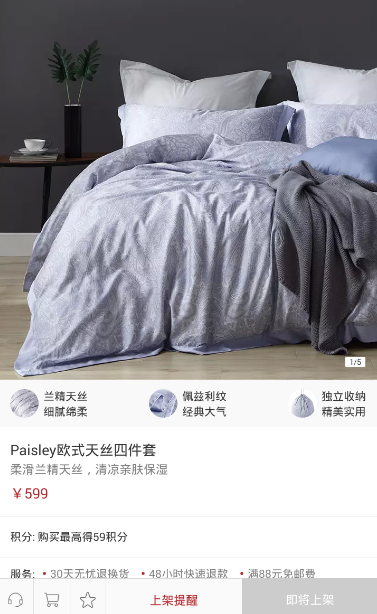 1/5
兰精天丝
细腻绵柔
佩兹利纹
经典大气
独立收纳
精美实用
Paisley欧式天丝四件套
柔滑兰精天丝，清凉亲肤保湿
￥599
积分: 购买最高得59积分
服务: • 30天无忧退换货 • 48小时快速退款 • 满88元免邮费
上架提醒
即将上架